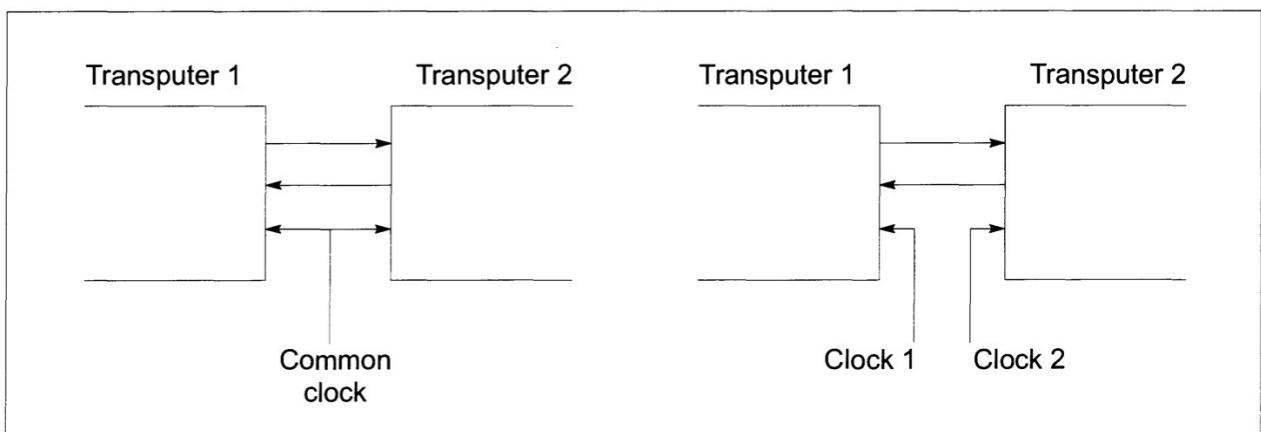 Transputer 1
Transputer 2
Common
clock
Transputer 1
Transputer 2
Clock 1
Clock 2